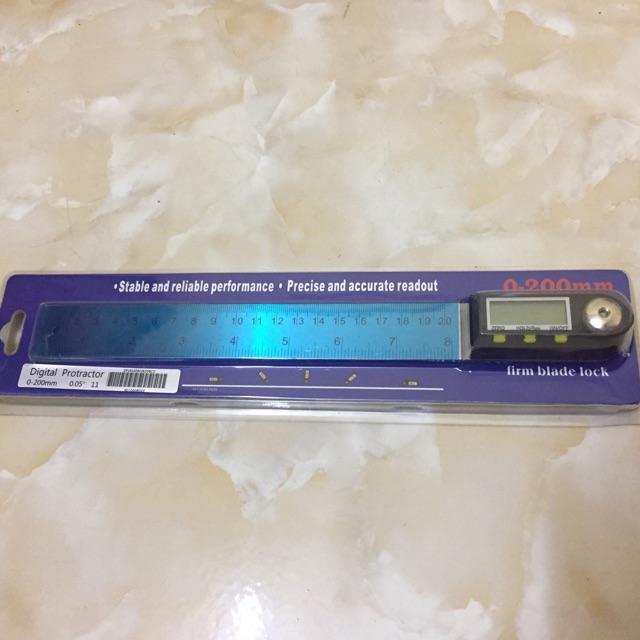 •Stable and reliable performance • Precise and accurate readout
0-200mm
6 7 8 9 10 11 12 13 14 15 16 17 18 19 20
ZERO HOLD/Rev ON/OFF
2 3 4 5 6 7 8
Digital Protractor
0-200mm 0.05° 11
firm blade lock